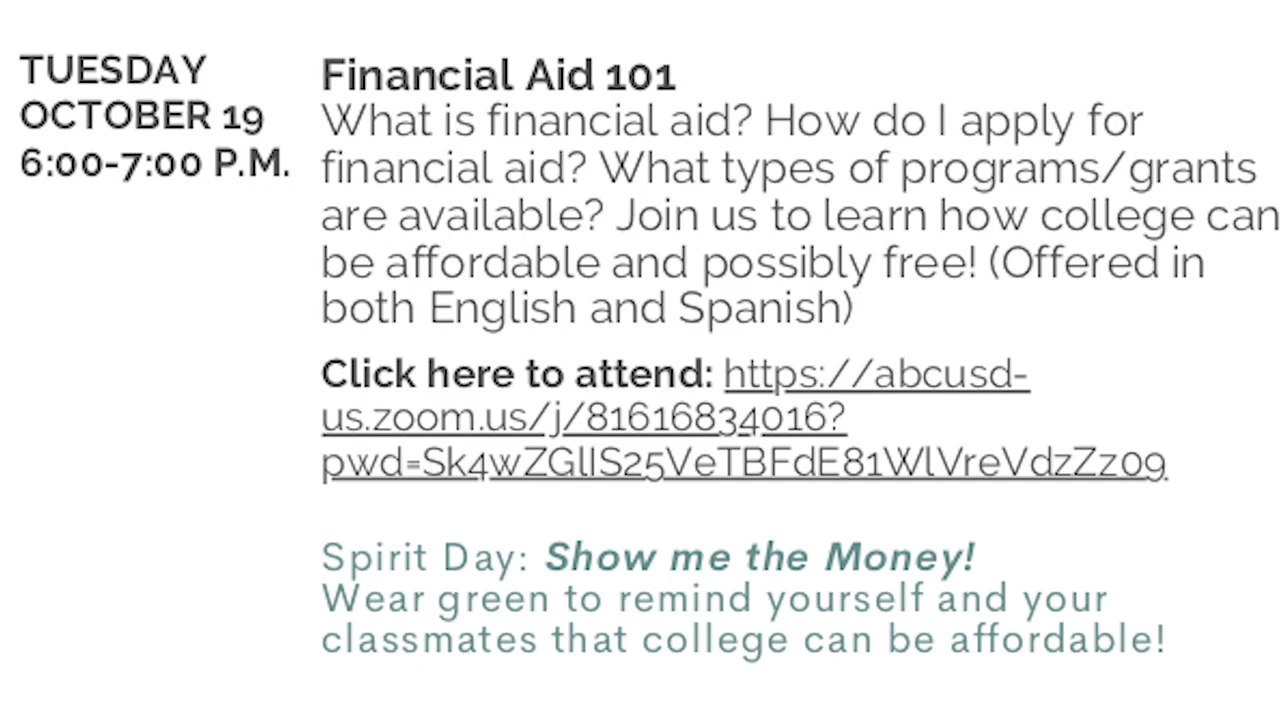 TUESDAY
OCTOBER 19
6:00-7:00 P.M.
Financial Aid 101
What is financial aid? How do I apply for
financial aid? What types of programs/grants
are available? Join us to learn how college can
be affordable and possibly free! (Offered in
both English and Spanish)
Click here to attend: https://abcusd-
us.zoom.us/j/81616834016?
pwd=Sk4wZGlIS25VeTBFdE81WlVreVdzZz09
Spirit Day: Show me the Money!
Wear green to remind yourself and your
classmates that college can be affordable!